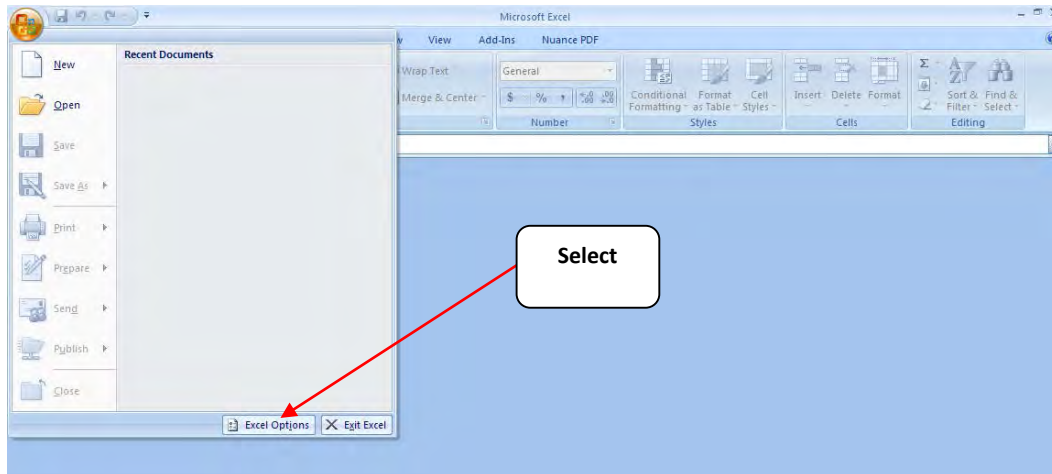 Microsoft Excel
View Add-Ins Nuance PDF
Recent Documents
New
Open
Save
Save As
Print
Prepare
Send
Publish
Close
Excel Options
Exit Excel
Wrap Text
Merge & Center
General
$ % ,
Number
Conditional Formatting
Format as Table
Cell Styles
Styles
Insert Delete Format
Cells
Σ
Sort & Filter
Find & Select
Editing
Select